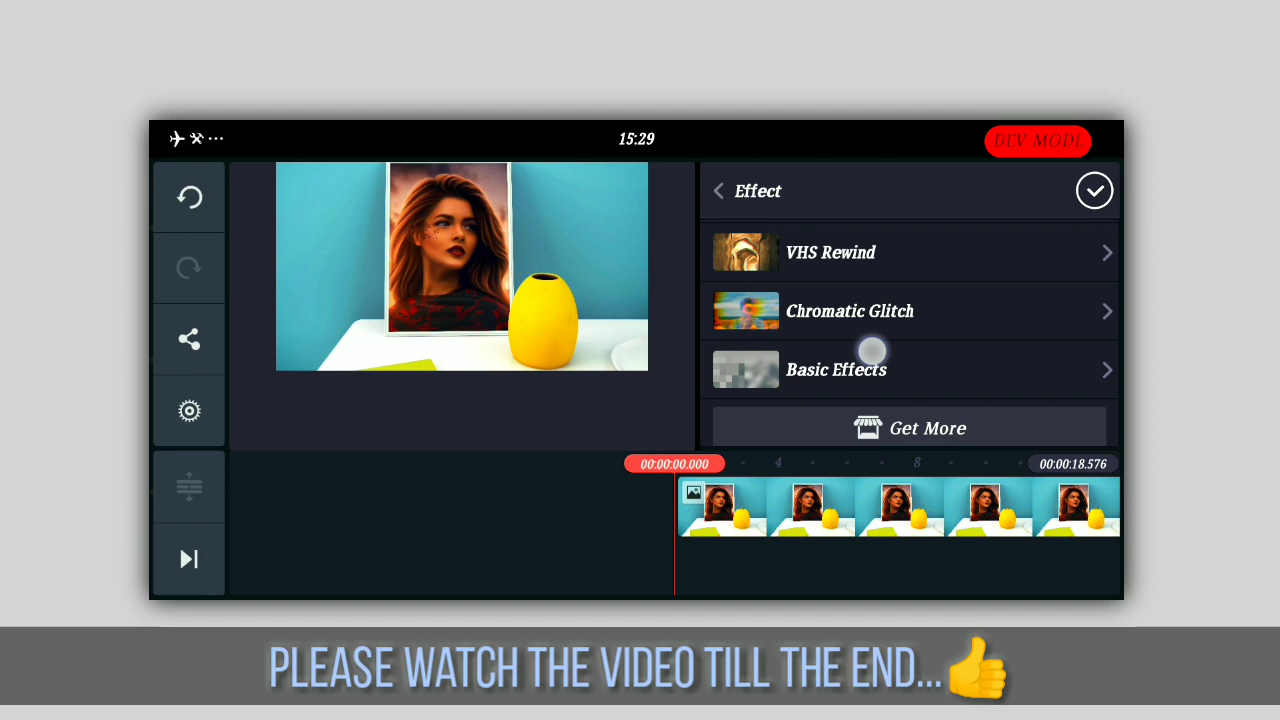 15:29
DEV MODE
Effect
VHS Rewind
Chromatic Glitch
Basic Effects
Get More
00:00:00.000
4
8
00:00:18.576
PLEASE WATCH THE VIDEO TILL THE END...